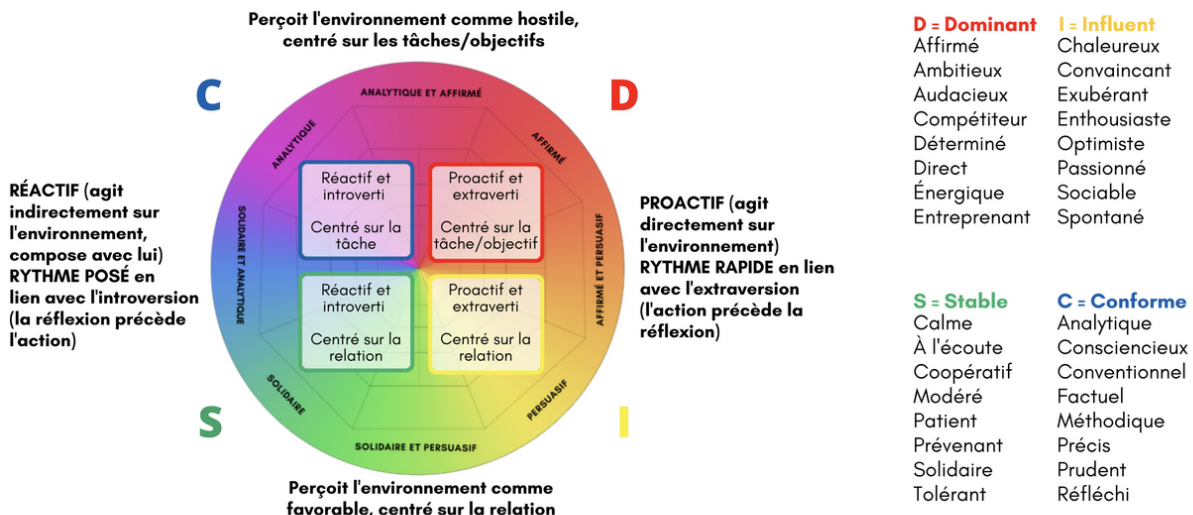 Perçoit l'environnement comme hostile,
centré sur les tâches/objectifs
C
D
ANALYTIQUE ET AFFIRMÉ
ANALYTIQUE
AFFIRMÉ
SOLIDAIRE ET ANALYTIQUE
AFFIRMÉ ET PERSUASIF
SOLIDAIRE
PERSUASIF
SOLIDAIRE ET PERSUASIF
Réactif et
introverti
Centré sur la
tâche
Proactif et
extraverti
Centré sur la
tâche/objectif
Réactif et
introverti
Centré sur la
relation
Proactif et
extraverti
Centré sur la
relation
RÉACTIF (agit
indirectement sur
l'environnement,
compose avec lui)
RYTHME POSÉ en
lien avec l'introversion
(la réflexion précède
l'action)
PROACTIF (agit
directement sur
l'environnement)
RYTHME RAPIDE en lien
avec l'extraversion
(l'action précède la
réflexion)
S
I
Perçoit l'environnement comme
favorable, centré sur la relation
D = Dominant
Affirmé
Ambitieux
Audacieux
Compétiteur
Déterminé
Direct
Énergique
Entreprenant
I = Influent
Chaleureux
Convaincant
Exubérant
Enthousiaste
Optimiste
Passionné
Sociable
Spontané
S = Stable
Calme
À l'écoute
Coopératif
Modéré
Patient
Prévenant
Solidaire
Tolérant
C = Conforme
Analytique
Consciencieux
Conventionnel
Factuel
Méthodique
Précis
Prudent
Réfléchi